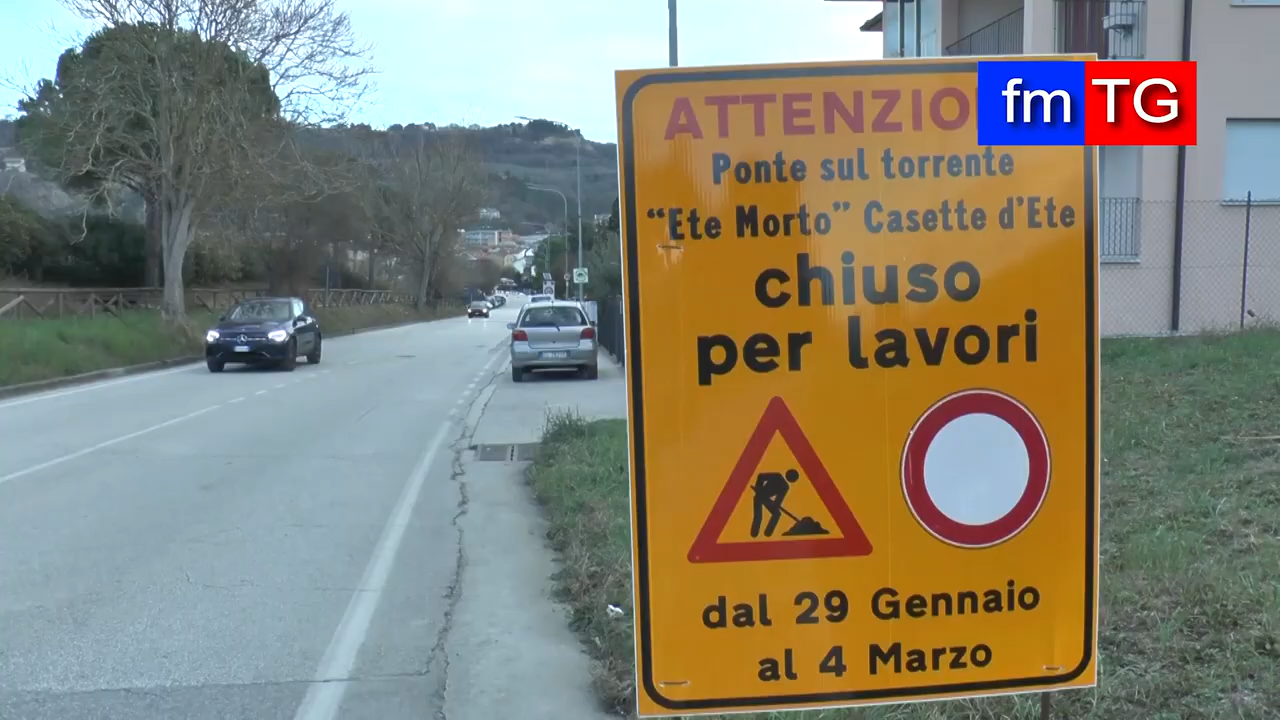 fm TG
ATTENZIO
Ponte sul torrente
“Ete Morto” Casette d'Ete
chiuso
per lavori
dal 29 Gennaio
al 4 Marzo